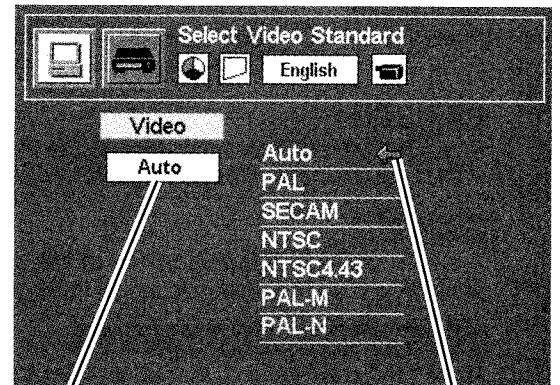 Select Video Standard
English
Video
Auto
Auto
PAL
SECAM
NTSC
NTSC4.43
PAL-M
PAL-N